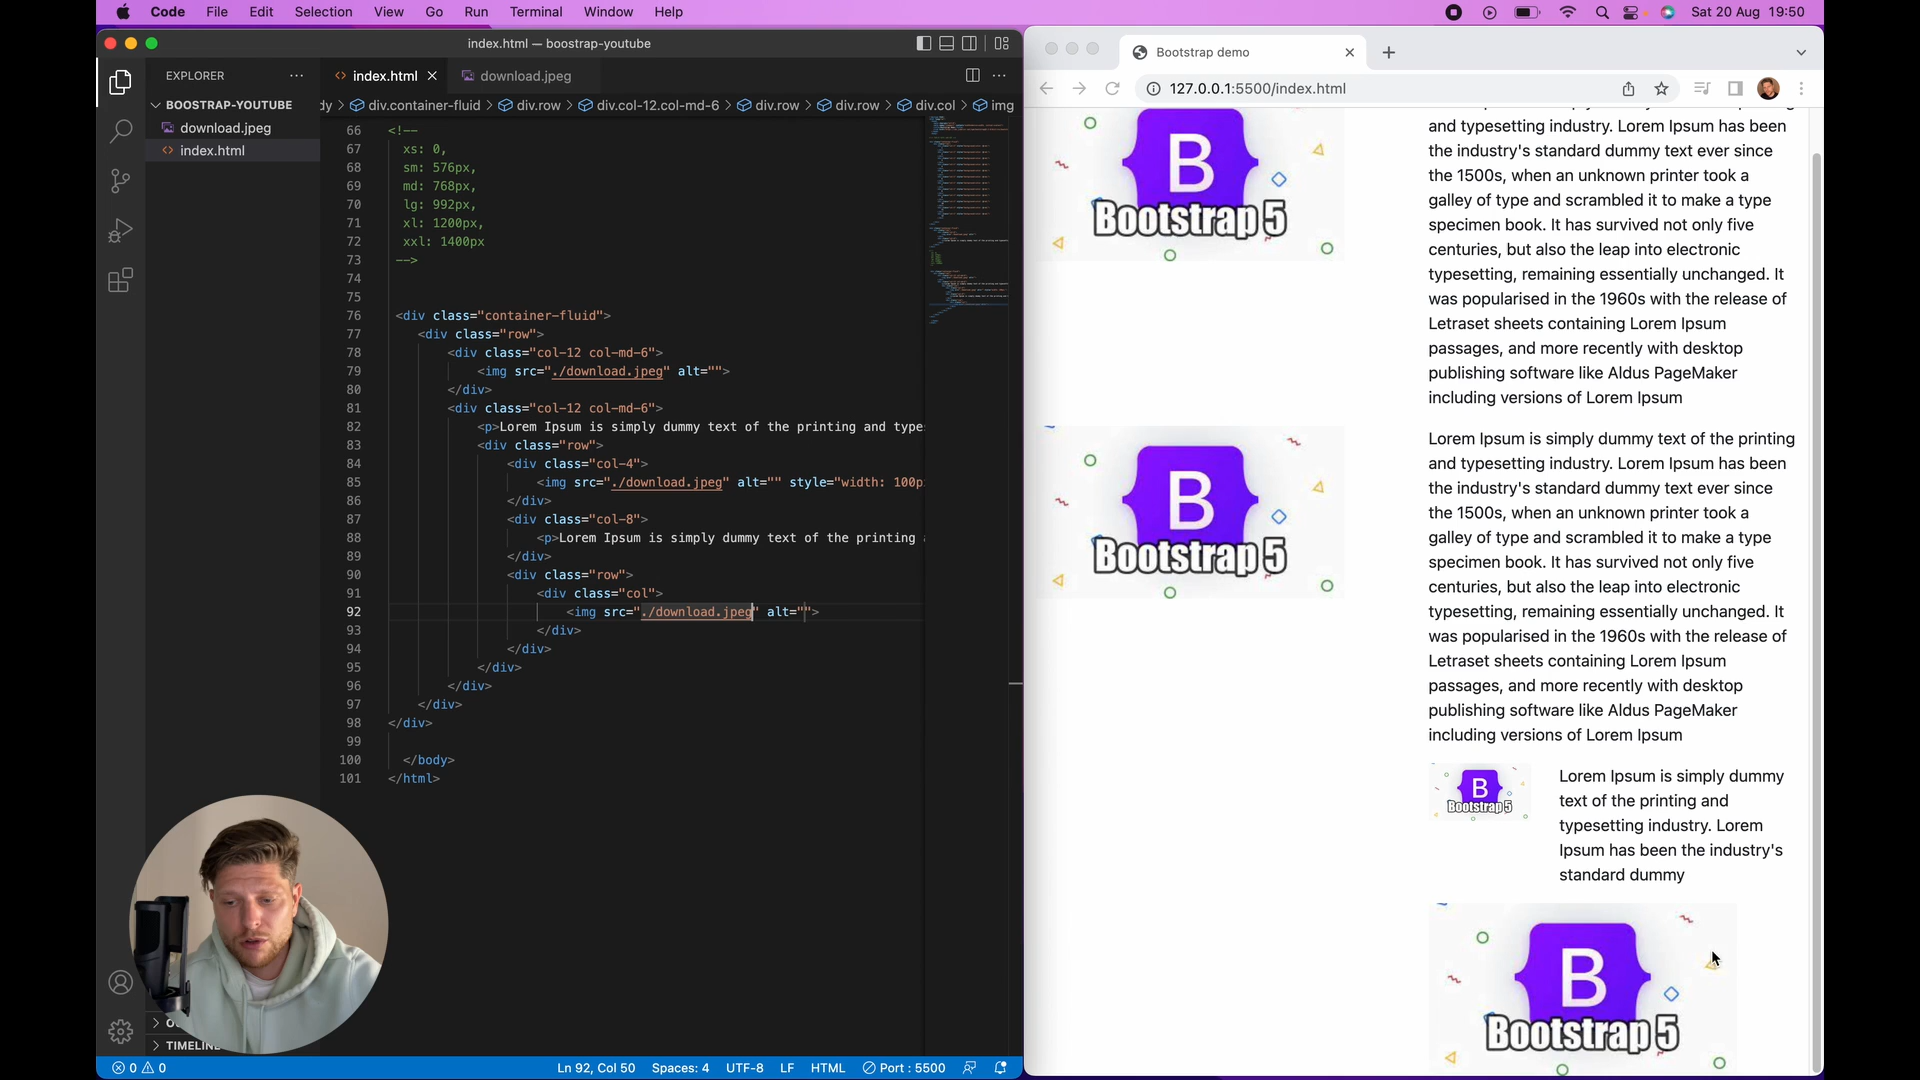 Code File Edit Selection View Go Run Terminal Window Help
Sat 20 Aug 19:50
index.html — boostrap-youtube
EXPLORER
BOOSTRAP-YOUTUBE
download.jpeg
index.html
index.html
download.jpeg
dy > div.container-fluid > div.row > div.col-12.col-md-6 > div.row > div.row > div.col > img
66 <!--
67 xs: 0,
68 sm: 576px,
69 md: 768px,
70 lg: 992px,
71 xl: 1200px,
72 xxl: 1400px
73 -->
74
75
76 <div class="container-fluid">
77 <div class="row">
78 <div class="col-12 col-md-6">
79 <img src="./download.jpeg" alt="">
80 </div>
81 <div class="col-12 col-md-6">
82 <p>Lorem Ipsum is simply dummy text of the printing and type
83 <div class="row">
84 <div class="col-4">
85 <img src="./download.jpeg" alt="" style="width: 100p
86 </div>
87 <div class="col-8">
88 <p>Lorem Ipsum is simply dummy text of the printing
89 </div>
90 <div class="row">
91 <div class="col">
92 <img src="./download.jpeg" alt="">
93 </div>
94 </div>
95 </div>
96 </div>
97 </div>
98 </div>
99
100 </body>
101 </html>
TIMELINE
0 0
Ln 92, Col 50 Spaces: 4 UTF-8 LF HTML Port : 5500
Bootstrap demo
127.0.0.1:5500/index.html
B
Bootstrap 5
and typesetting industry. Lorem Ipsum has been
the industry's standard dummy text ever since
the 1500s, when an unknown printer took a
galley of type and scrambled it to make a type
specimen book. It has survived not only five
centuries, but also the leap into electronic
typesetting, remaining essentially unchanged. It
was popularised in the 1960s with the release of
Letraset sheets containing Lorem Ipsum
passages, and more recently with desktop
publishing software like Aldus PageMaker
including versions of Lorem Ipsum
B
Bootstrap 5
Lorem Ipsum is simply dummy text of the printing
and typesetting industry. Lorem Ipsum has been
the industry's standard dummy text ever since
the 1500s, when an unknown printer took a
galley of type and scrambled it to make a type
specimen book. It has survived not only five
centuries, but also the leap into electronic
typesetting, remaining essentially unchanged. It
was popularised in the 1960s with the release of
Letraset sheets containing Lorem Ipsum
passages, and more recently with desktop
publishing software like Aldus PageMaker
including versions of Lorem Ipsum
B
Bootstrap 5
Lorem Ipsum is simply dummy
text of the printing and
typesetting industry. Lorem
Ipsum has been the industry's
standard dummy
B
Bootstrap 5